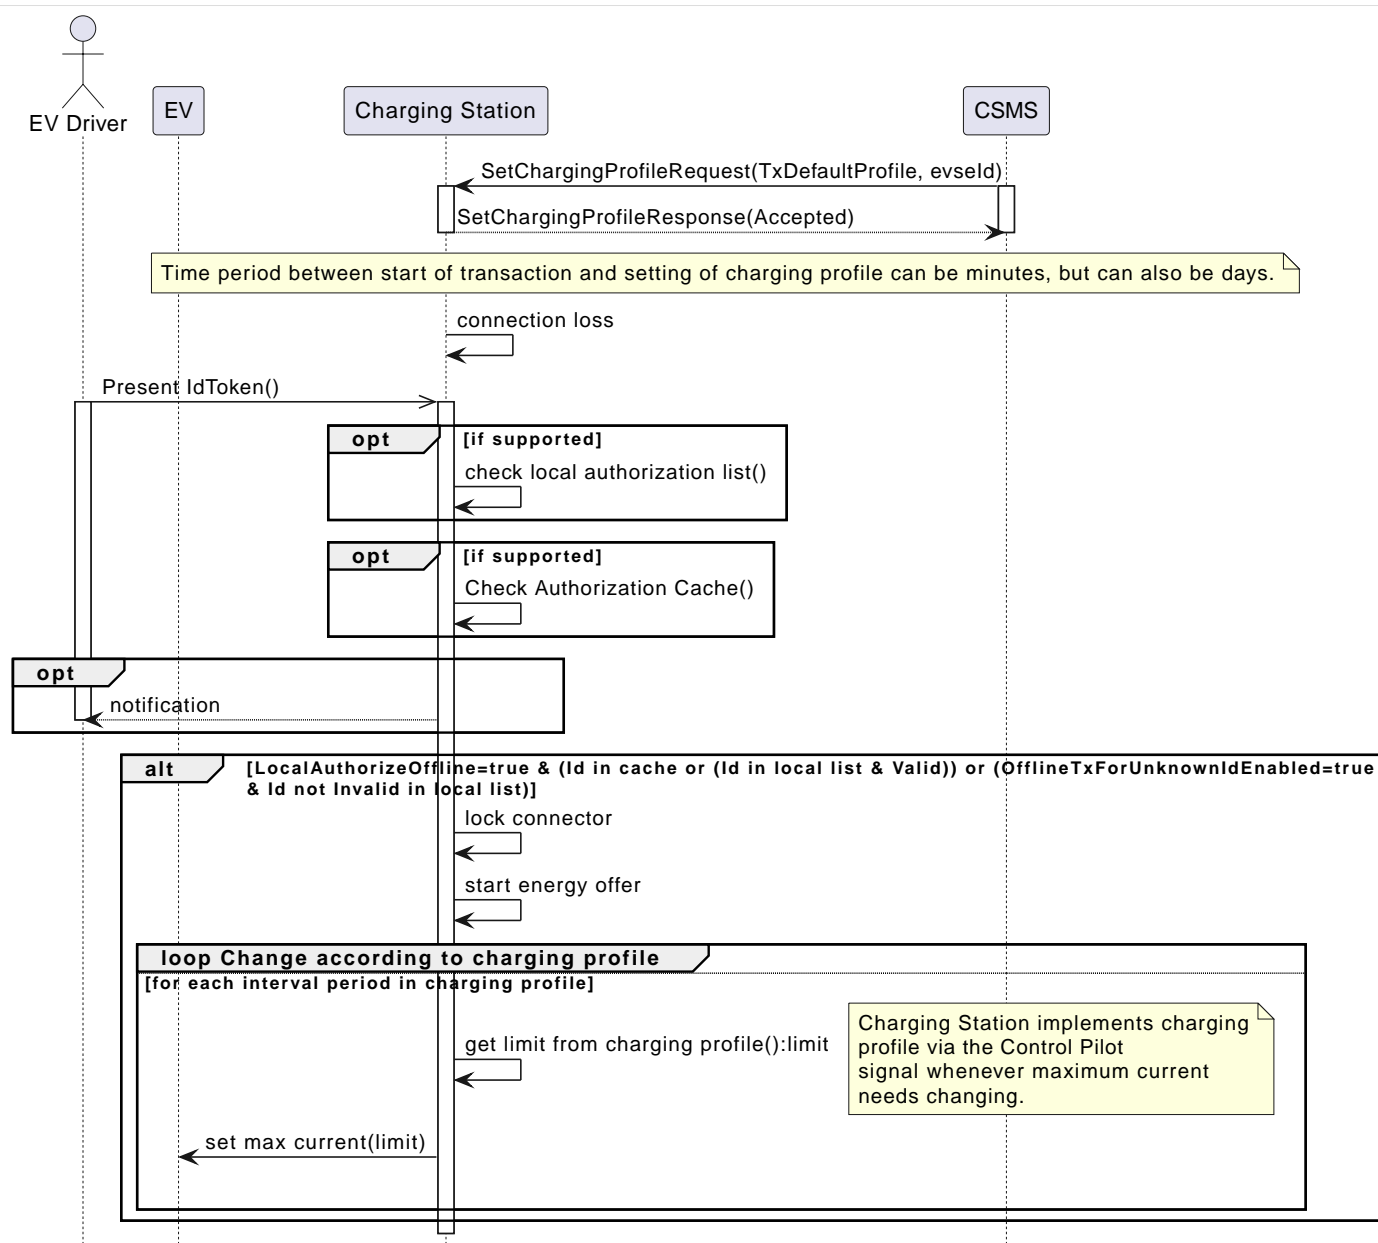 EV Driver
EV
Charging Station
CSMS
SetChargingProfileRequest(TxDefaultProfile, evseId)
SetChargingProfileResponse(Accepted)
Time period between start of transaction and setting of charging profile can be minutes, but can also be days.
connection loss
Present IdToken()
opt
[if supported]
check local authorization list()
opt
[if supported]
Check Authorization Cache()
opt
notification
alt
[LocalAuthorizeOffline=true & (Id in cache or (Id in local list & Valid)) or (OfflineTxForUnknownIdEnabled=true
& Id not Invalid in local list)]
lock connector
start energy offer
loop Change according to charging profile
[for each interval period in charging profile]
Charging Station implements charging
profile via the Control Pilot
signal whenever maximum current
needs changing.
get limit from charging profile():limit
set max current(limit)